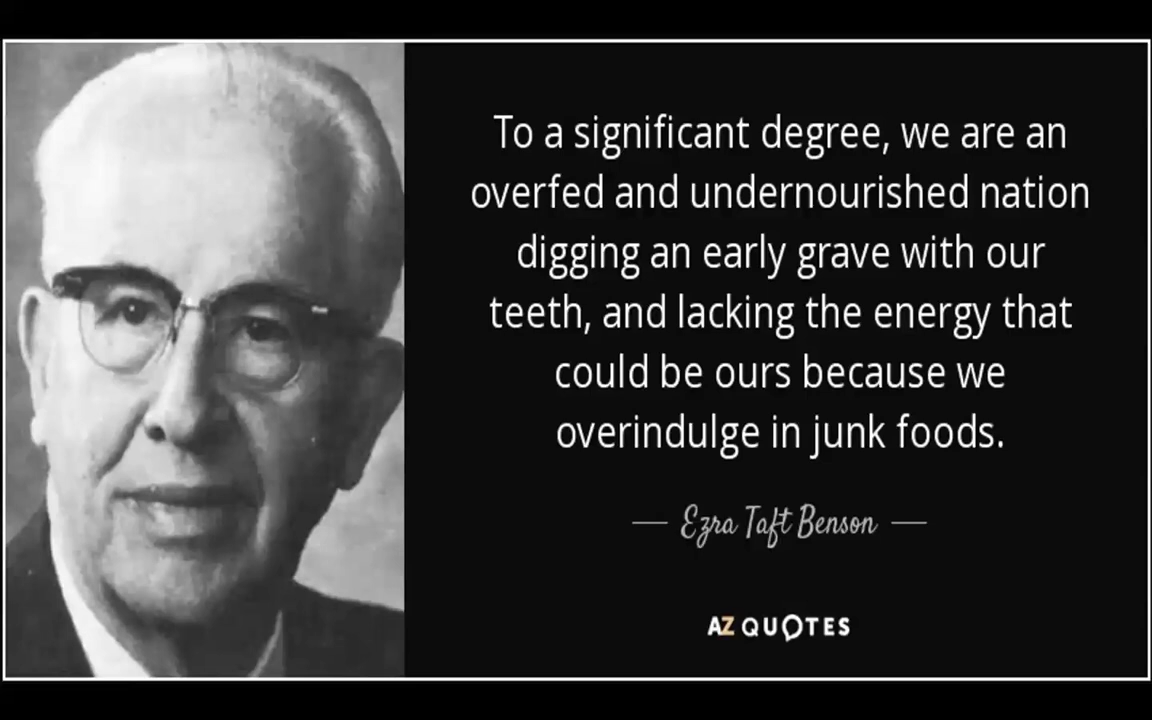 To a significant degree, we are an
overfed and undernourished nation
digging an early grave with our
teeth, and lacking the energy that
could be ours because we
overindulge in junk foods.
— Ezra Taft Benson —
AZ QUOTES